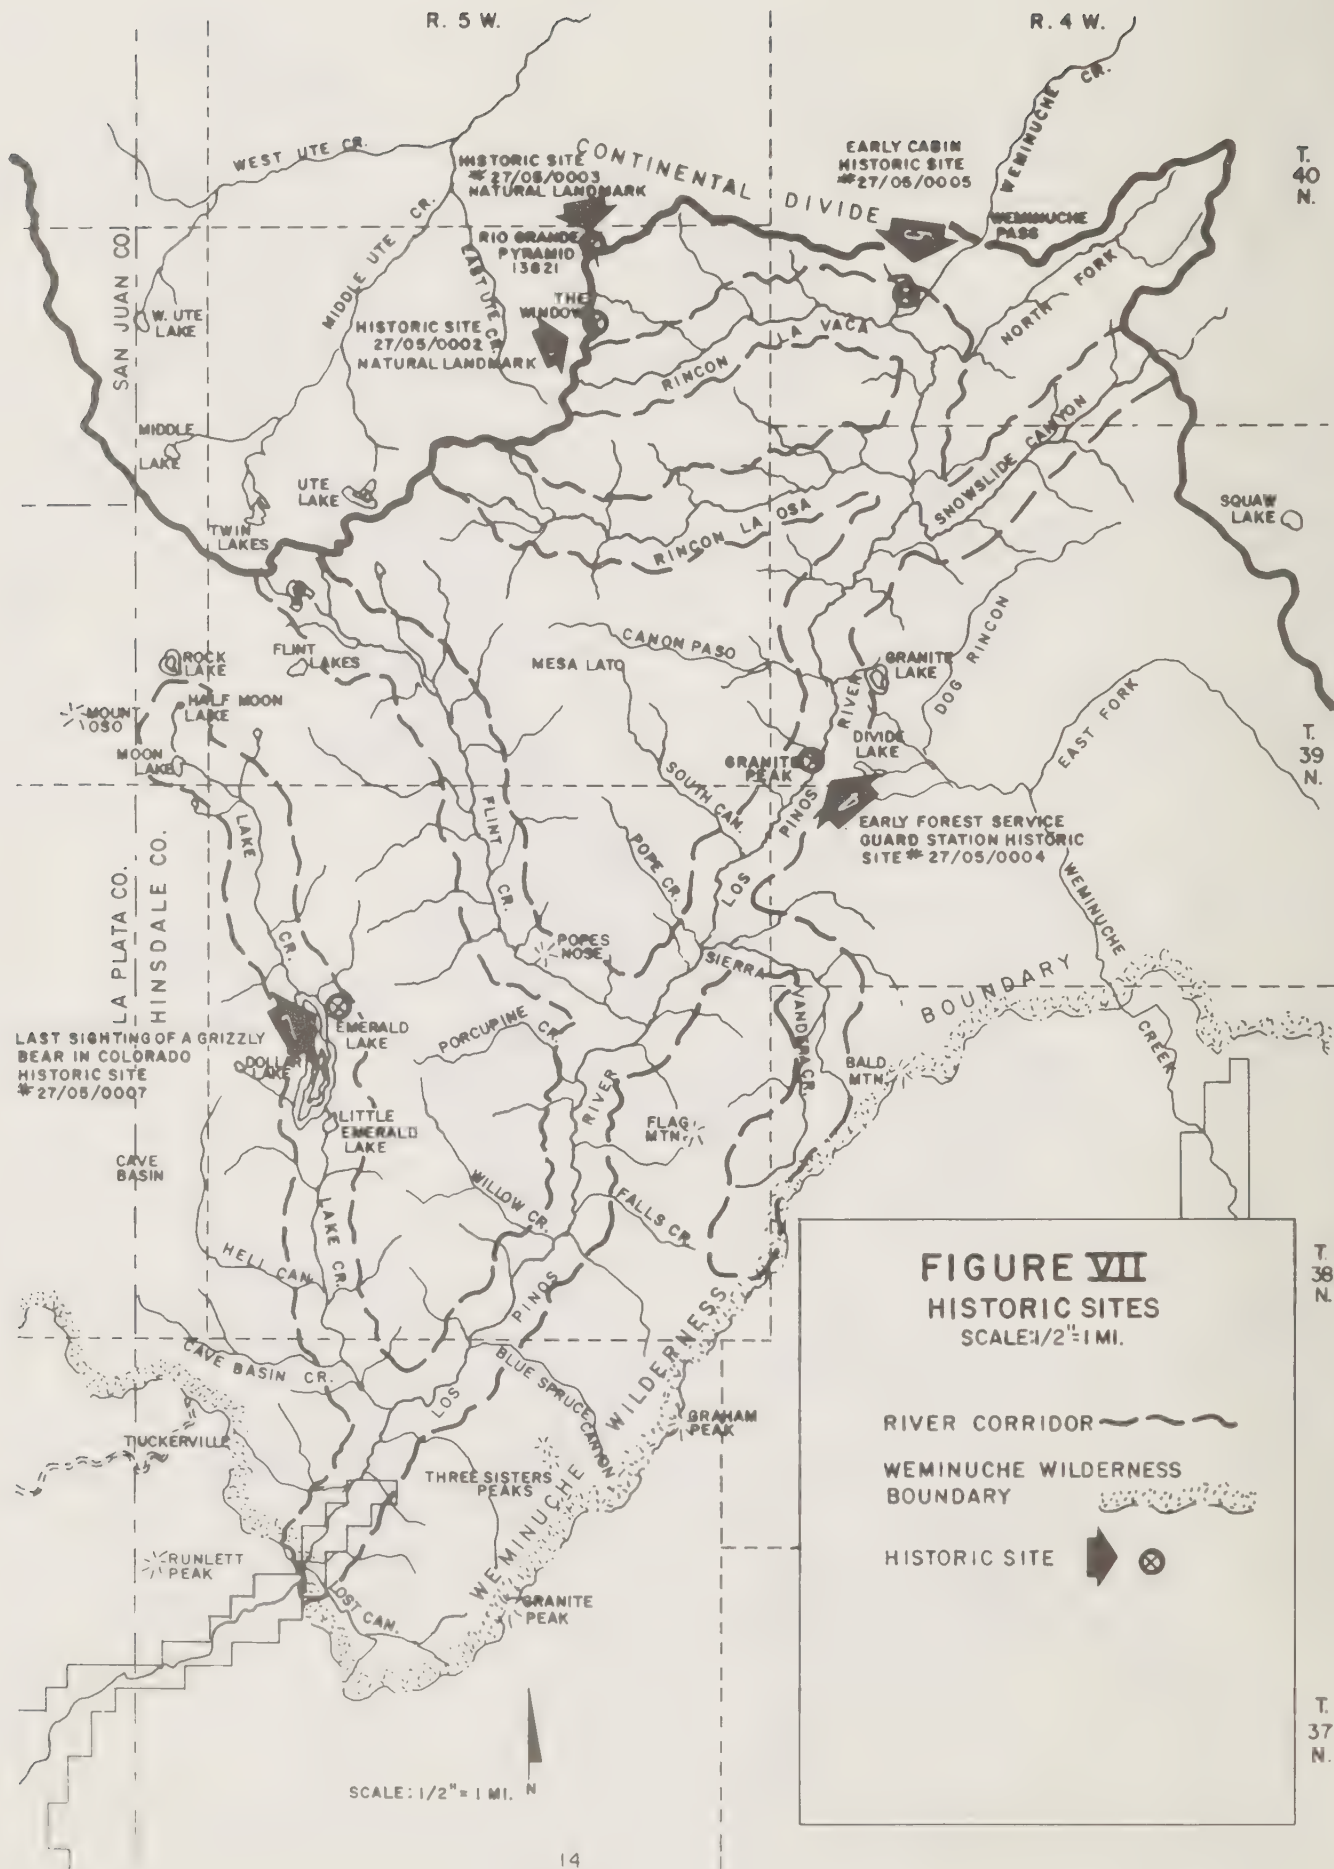 R. 5 W.
R. 4 W.
WEMINUCHE CR.
WEST UTE CR.
HISTORIC SITE
# 27/05/0003
NATURAL LANDMARK
CONTINENTAL DIVIDE
EARLY CABIN
HISTORIC SITE
# 27/05/0005
T.
40
N.
WEMINUCHE
PASS
5
SAN JUAN CO.
MIDDLE UTE CR.
EAST UTE CR.
RIO GRANDE
PYRAMID
13821
THE
WINDOW
W. UTE
LAKE
HISTORIC SITE
27/05/0002
NATURAL LANDMARK
RINCON LA VACA
NORTH FORK
MIDDLE
LAKE
UTE
LAKE
TWIN
LAKES
SNOWSLIDE CANYON
SQUAW
LAKE
RINCON LA OSA
CANON PASO
MESA LATO
DOG RINCON
ROCK
LAKE
FLINT
LAKES
GRANITE
LAKE
HALF MOON
LAKE
MOUNT
OSO
MOON
LAKE
EAST FORK
DIVIDE
LAKE
GRANITE
PEAK
T.
39
N.
4
EARLY FOREST SERVICE
GUARD STATION HISTORIC
SITE # 27/05/0004
SOUTH CAN.
LOS PINOS RIVER
LAKE CR.
FLINT CR.
POPE CR.
LA PLATA CO.
HINSDALE CO.
WEMINUCHE CREEK
POPES
NOSE
SIERRA VANDERA CR.
BOUNDARY
7
LAST SIGHTING OF A GRIZZLY
BEAR IN COLORADO
HISTORIC SITE
# 27/05/0007
EMERALD
LAKE
DOLLAR
LAKE
PORCUPINE CR.
BALD
MTN.
LITTLE
EMERALD
LAKE
FLAG
MTN.
CAVE
BASIN
RIVER
WILLOW CR.
FALLS CR.
LAKE CR.
HELL CAN.
LOS PINOS
T.
38
N.
CAVE BASIN CR.
BLUE SPRUCE CANYON
WEMINUCHE WILDERNESS
GRAHAM
PEAK
TUCKERVILLE
THREE SISTERS
PEAKS
RUNLETT
PEAK
LOST CAN.
GRANITE
PEAK
FIGURE VII
HISTORIC SITES
SCALE:1/2"=1 MI.
RIVER CORRIDOR
WEMINUCHE WILDERNESS
BOUNDARY
HISTORIC SITE
T.
37
N.
SCALE: 1/2" = 1 MI.
N
14